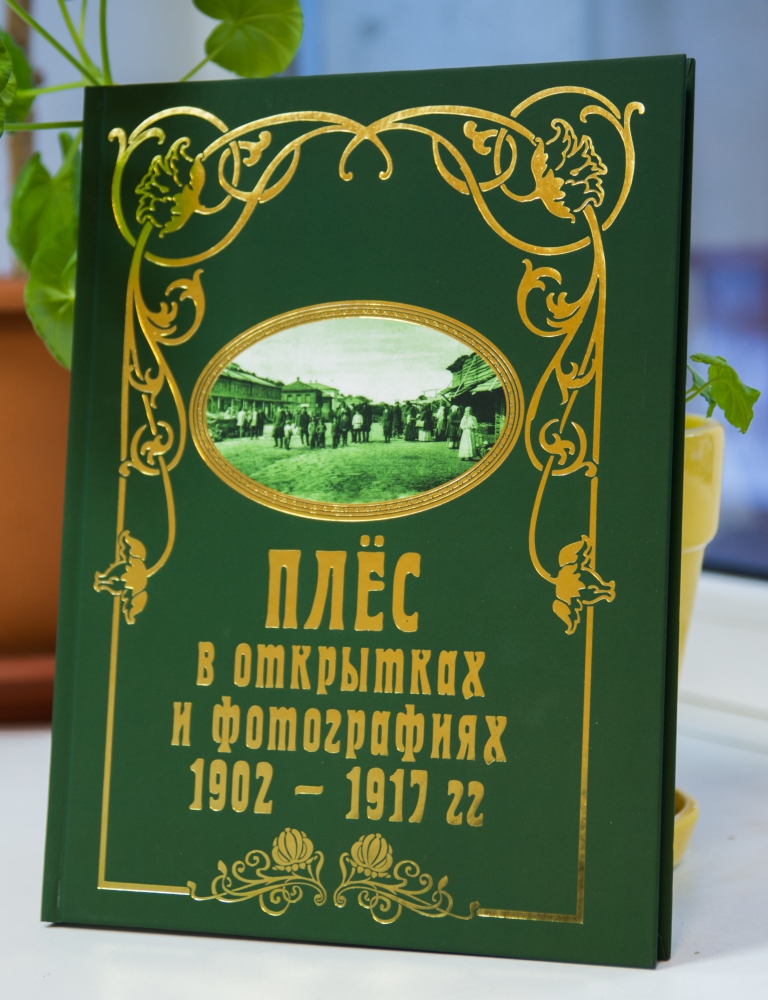 ПЛЁС
в открытках
и фотографиях
1902 – 1917 гг